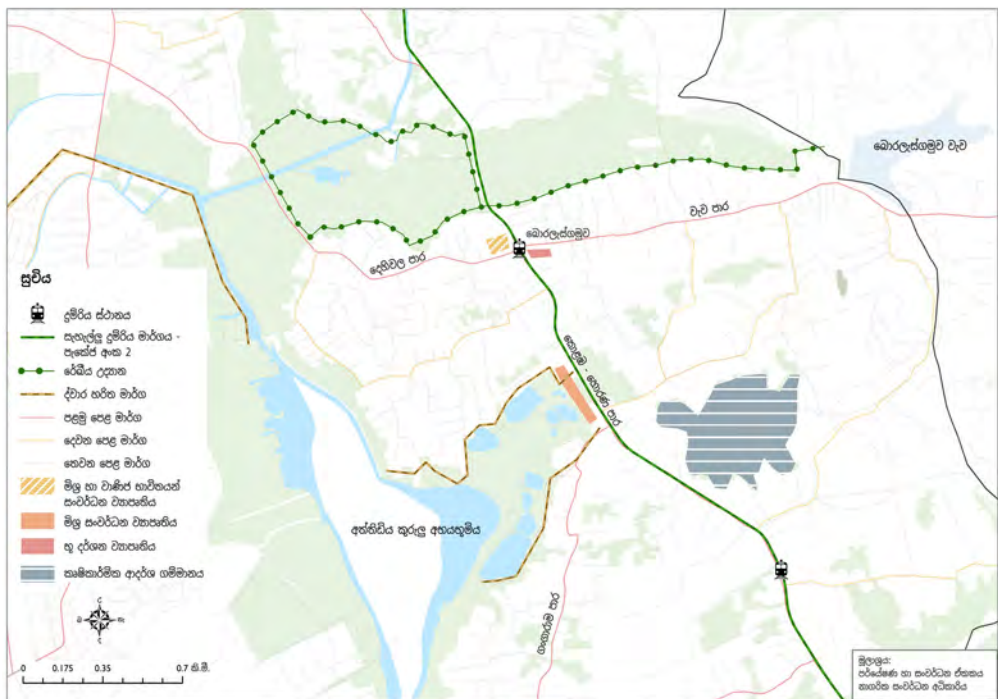 බොරලැස්ගමුව වැව
වැව පාර
බොරලැස්ගමුව
දෙහිවල පාර
කොළඹ - හොරණ පාර
අත්තිඩිය කුරුලු අභයභූමිය
ගංගාරාම පාර
සුචිය
දුම්රිය ස්ථානය
සැහැල්ලු දුම්රිය මාර්ගය -
පැකේජ අංක 2
රේඛීය උද්‍යාන
ද්වාර හරිත මාර්ග
පළමු පෙළ මාර්ග
දෙවන පෙළ මාර්ග
තෙවන පෙළ මාර්ග
මිශ්‍ර හා වාණිජ භාවිතයන්
සංවර්ධන ව්‍යාපෘතිය
මිශ්‍ර සංවර්ධන ව්‍යාපෘතිය
භූ දර්ශන ව්‍යාපෘතිය
කෘෂිකාර්මික ආදර්ශ ගම්මානය
0 0.175 0.35 0.7 කි.මී.
මූලාශ්‍රය:
පර්යේෂණ හා සංවර්ධන ඒකකය
නාගරික සංවර්ධන අධිකාරිය